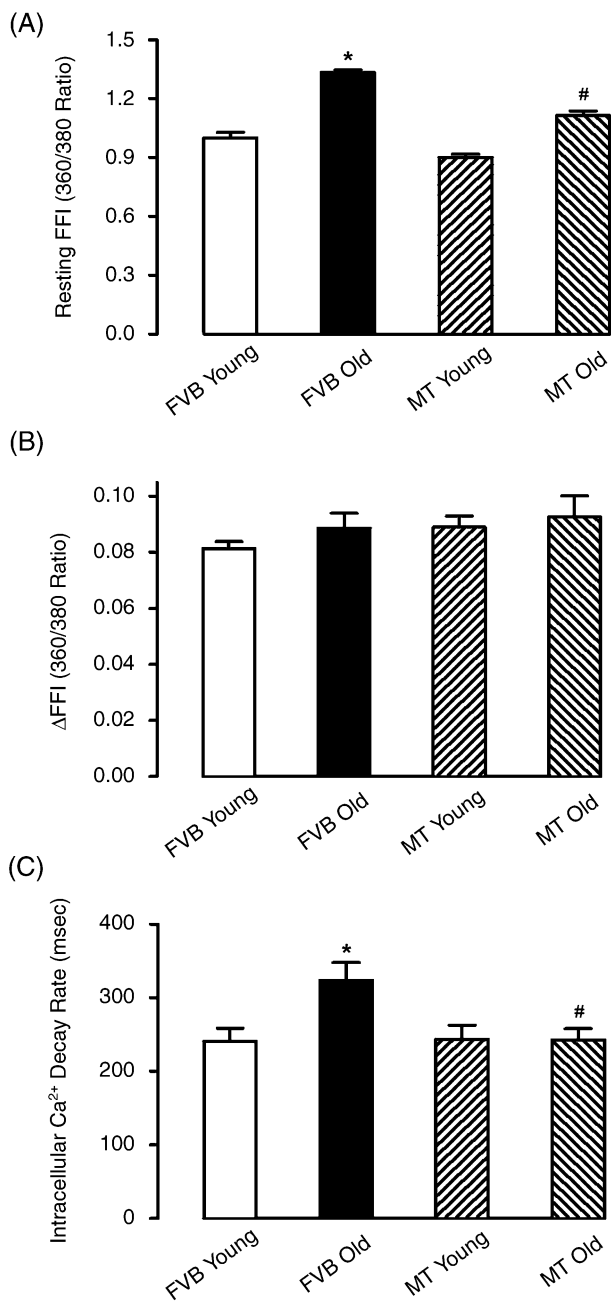 (A)
Resting FFI (360/380 Ratio)
1.5
1.2
0.9
0.6
0.3
0.0
*
#
FVB Young
FVB Old
MT Young
MT Old
(B)
ΔFFI (360/380 Ratio)
0.10
0.08
0.06
0.04
0.02
0.00
FVB Young
FVB Old
MT Young
MT Old
(C)
Intracellular Ca²⁺ Decay Rate (msec)
400
300
200
100
0
*
#
FVB Young
FVB Old
MT Young
MT Old